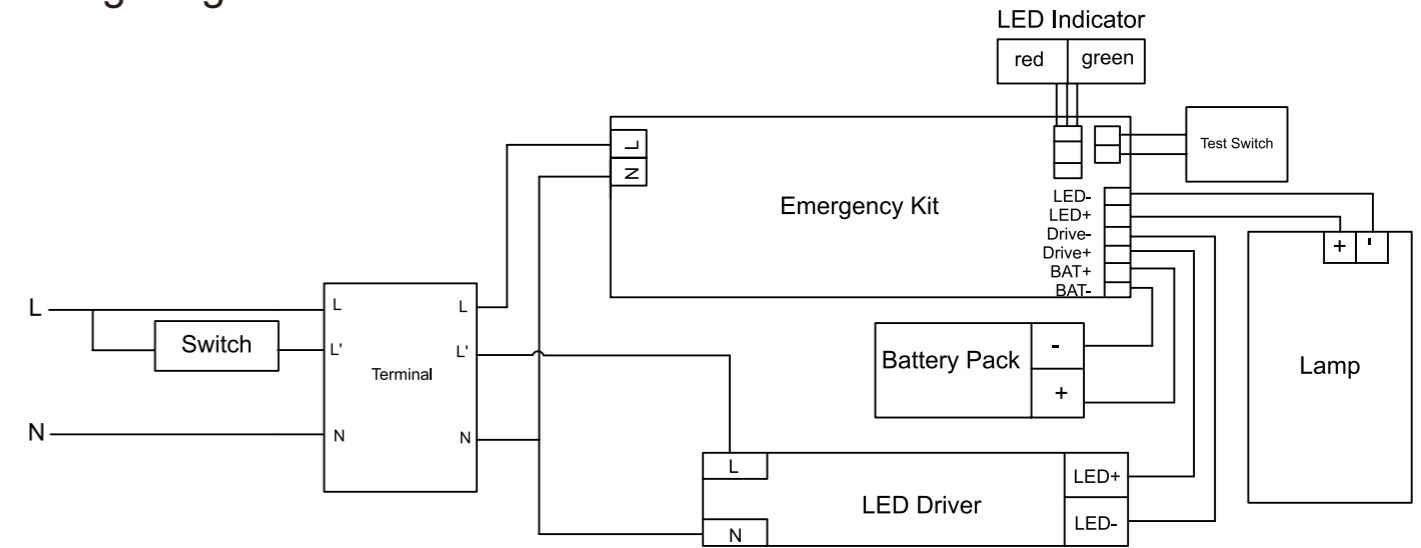 LED Indicator
red
green
L
N
Emergency Kit
Test Switch
LED-
LED+
Drive-
Drive+
BAT+
BAT-
+
-
Lamp
L
Switch
N
L
L'
N
Terminal
L
L'
N
Battery Pack
-
+
L
N
LED Driver
LED+
LED-